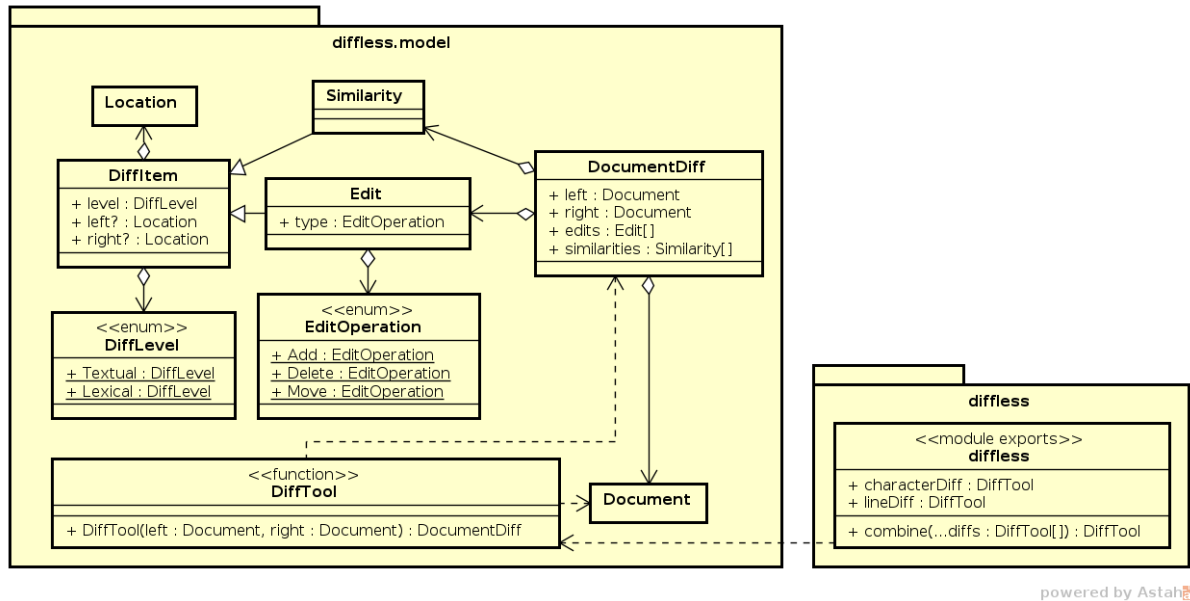 diffless.model
Location
Similarity
DiffItem
+ level : DiffLevel
+ left? : Location
+ right? : Location
Edit
+ type : EditOperation
DocumentDiff
+ left : Document
+ right : Document
+ edits : Edit[]
+ similarities : Similarity[]
<<enum>>
DiffLevel
+ Textual : DiffLevel
+ Lexical : DiffLevel
<<enum>>
EditOperation
+ Add : EditOperation
+ Delete : EditOperation
+ Move : EditOperation
<<function>>
DiffTool
+ DiffTool(left : Document, right : Document) : DocumentDiff
Document
diffless
<<module exports>>
diffless
+ characterDiff : DiffTool
+ lineDiff : DiffTool
+ combine(...diffs : DiffTool[]) : DiffTool
powered by Astah